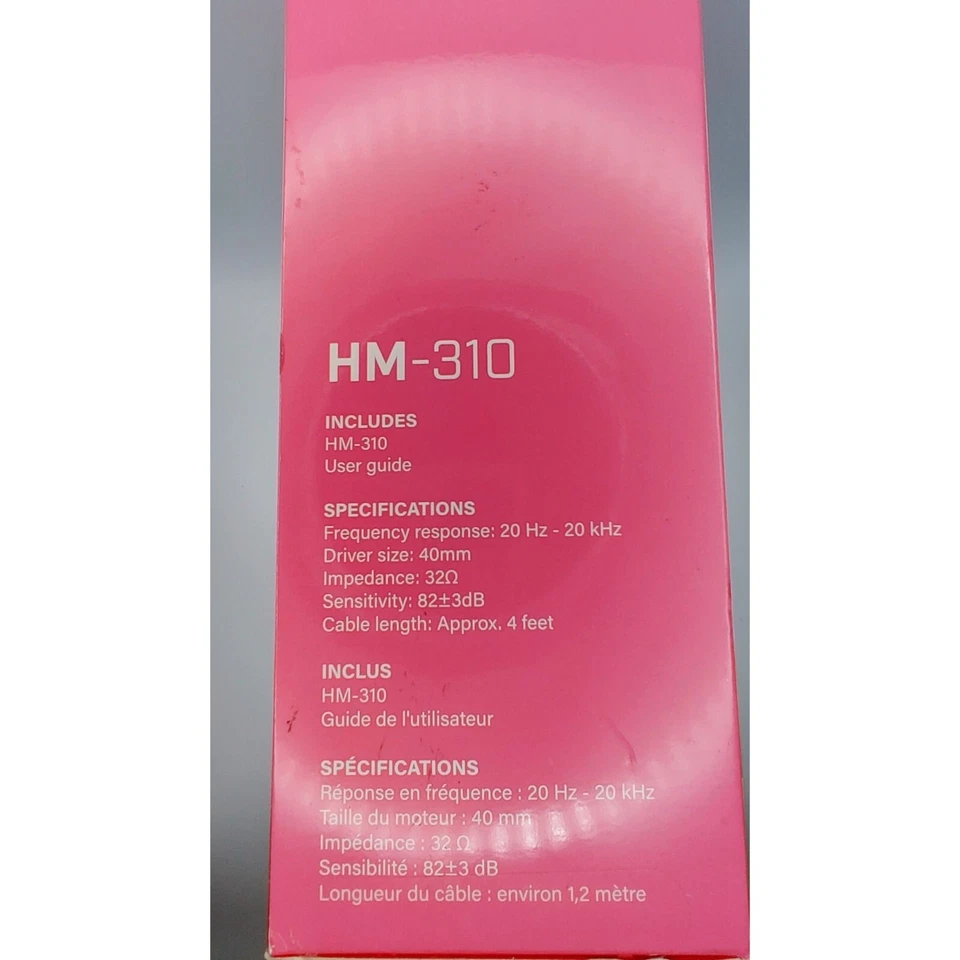 HM-310
INCLUDES
HM-310
User guide
SPECIFICATIONS
Frequency response: 20 Hz - 20 kHz
Driver size: 40mm
Impedance: 32Ω
Sensitivity: 82±3dB
Cable length: Approx. 4 feet
INCLUS
HM-310
Guide de l'utilisateur
SPÉCIFICATIONS
Réponse en fréquence : 20 Hz - 20 kHz
Taille du moteur : 40 mm
Impédance : 32 Ω
Sensibilité : 82±3 dB
Longueur du câble : environ 1,2 mètre